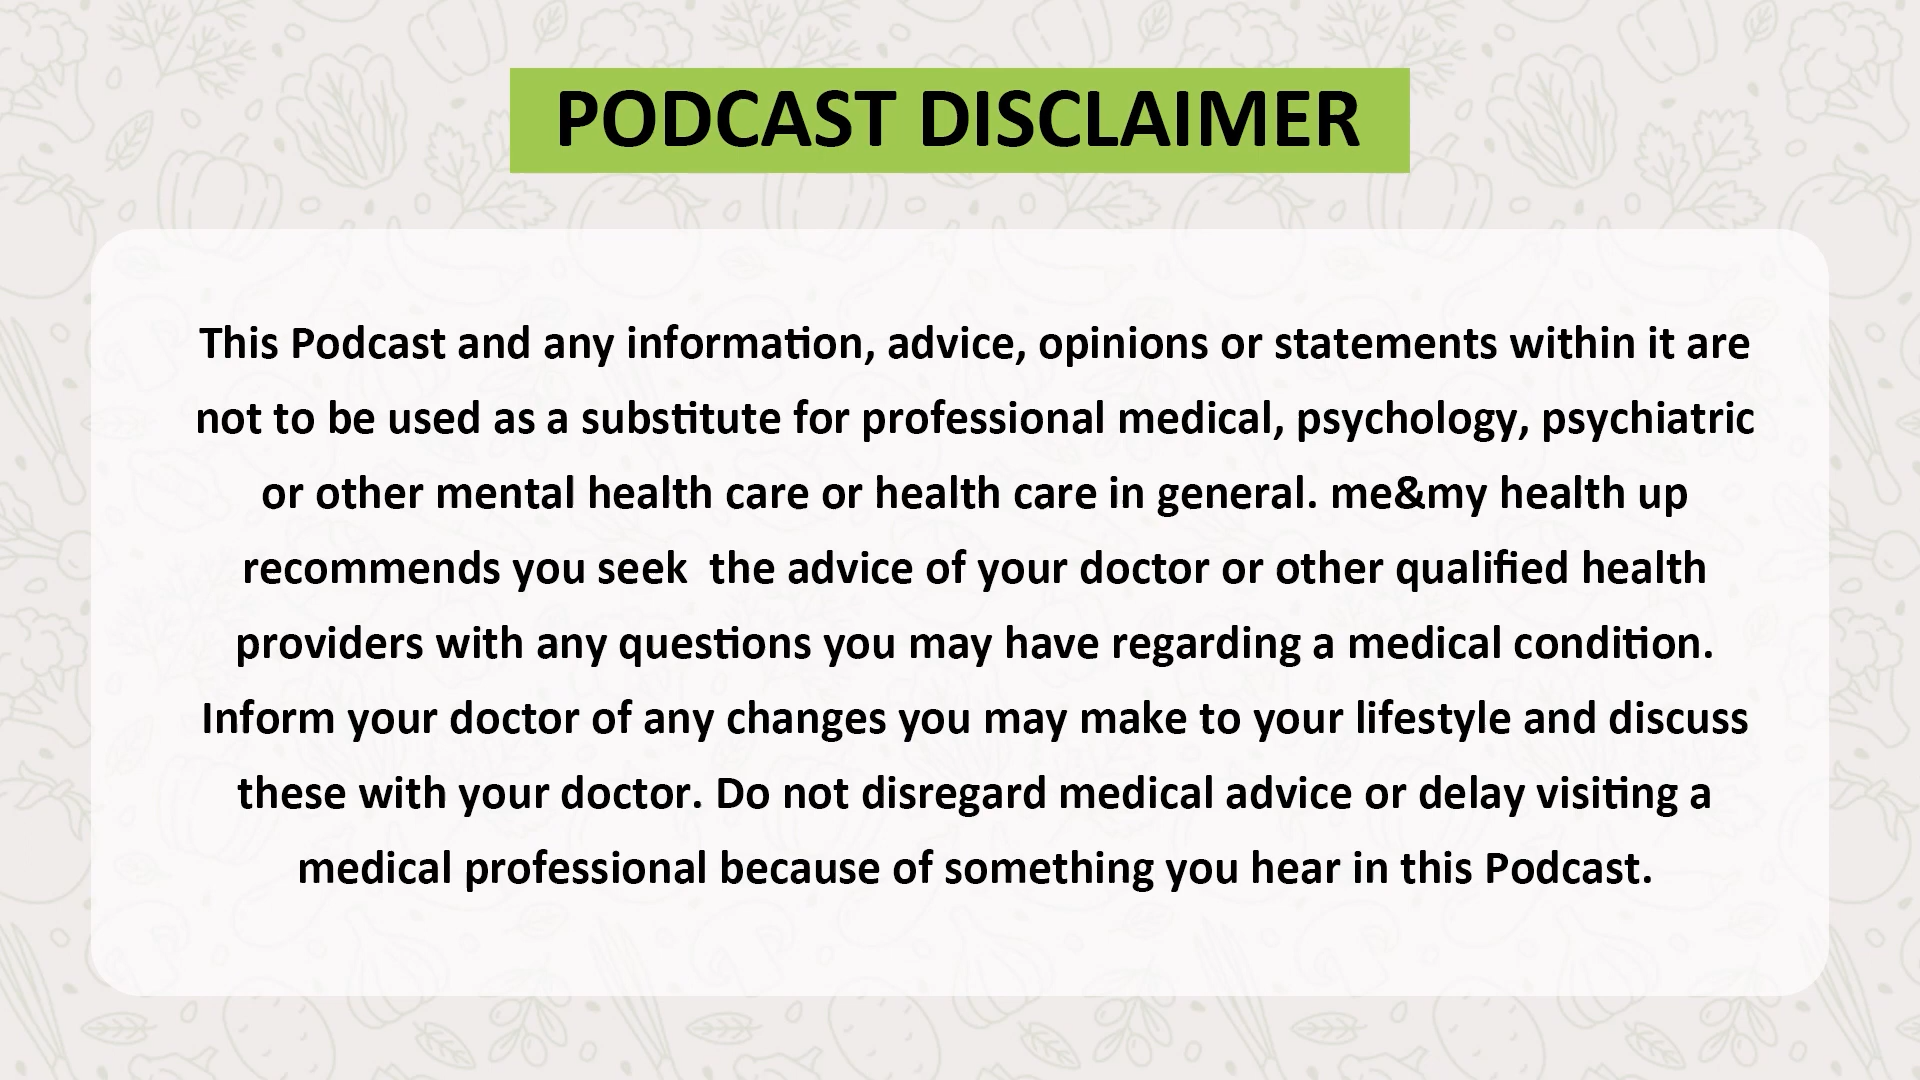 PODCAST DISCLAIMER
This Podcast and any information, advice, opinions or statements within it are
not to be used as a substitute for professional medical, psychology, psychiatric
or other mental health care or health care in general. me&my health up
recommends you seek  the advice of your doctor or other qualified health
providers with any questions you may have regarding a medical condition.
Inform your doctor of any changes you may make to your lifestyle and discuss
these with your doctor. Do not disregard medical advice or delay visiting a
medical professional because of something you hear in this Podcast.